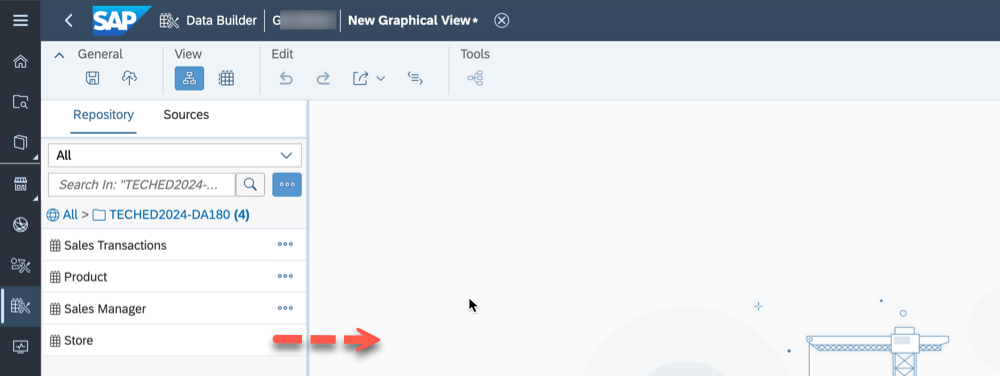 SAP Data Builder G New Graphical View*
General View Edit Tools
Repository Sources
All
Search In: "TECHED2024-...
All > TECHED2024-DA180 (4)
Sales Transactions
Product
Sales Manager
Store